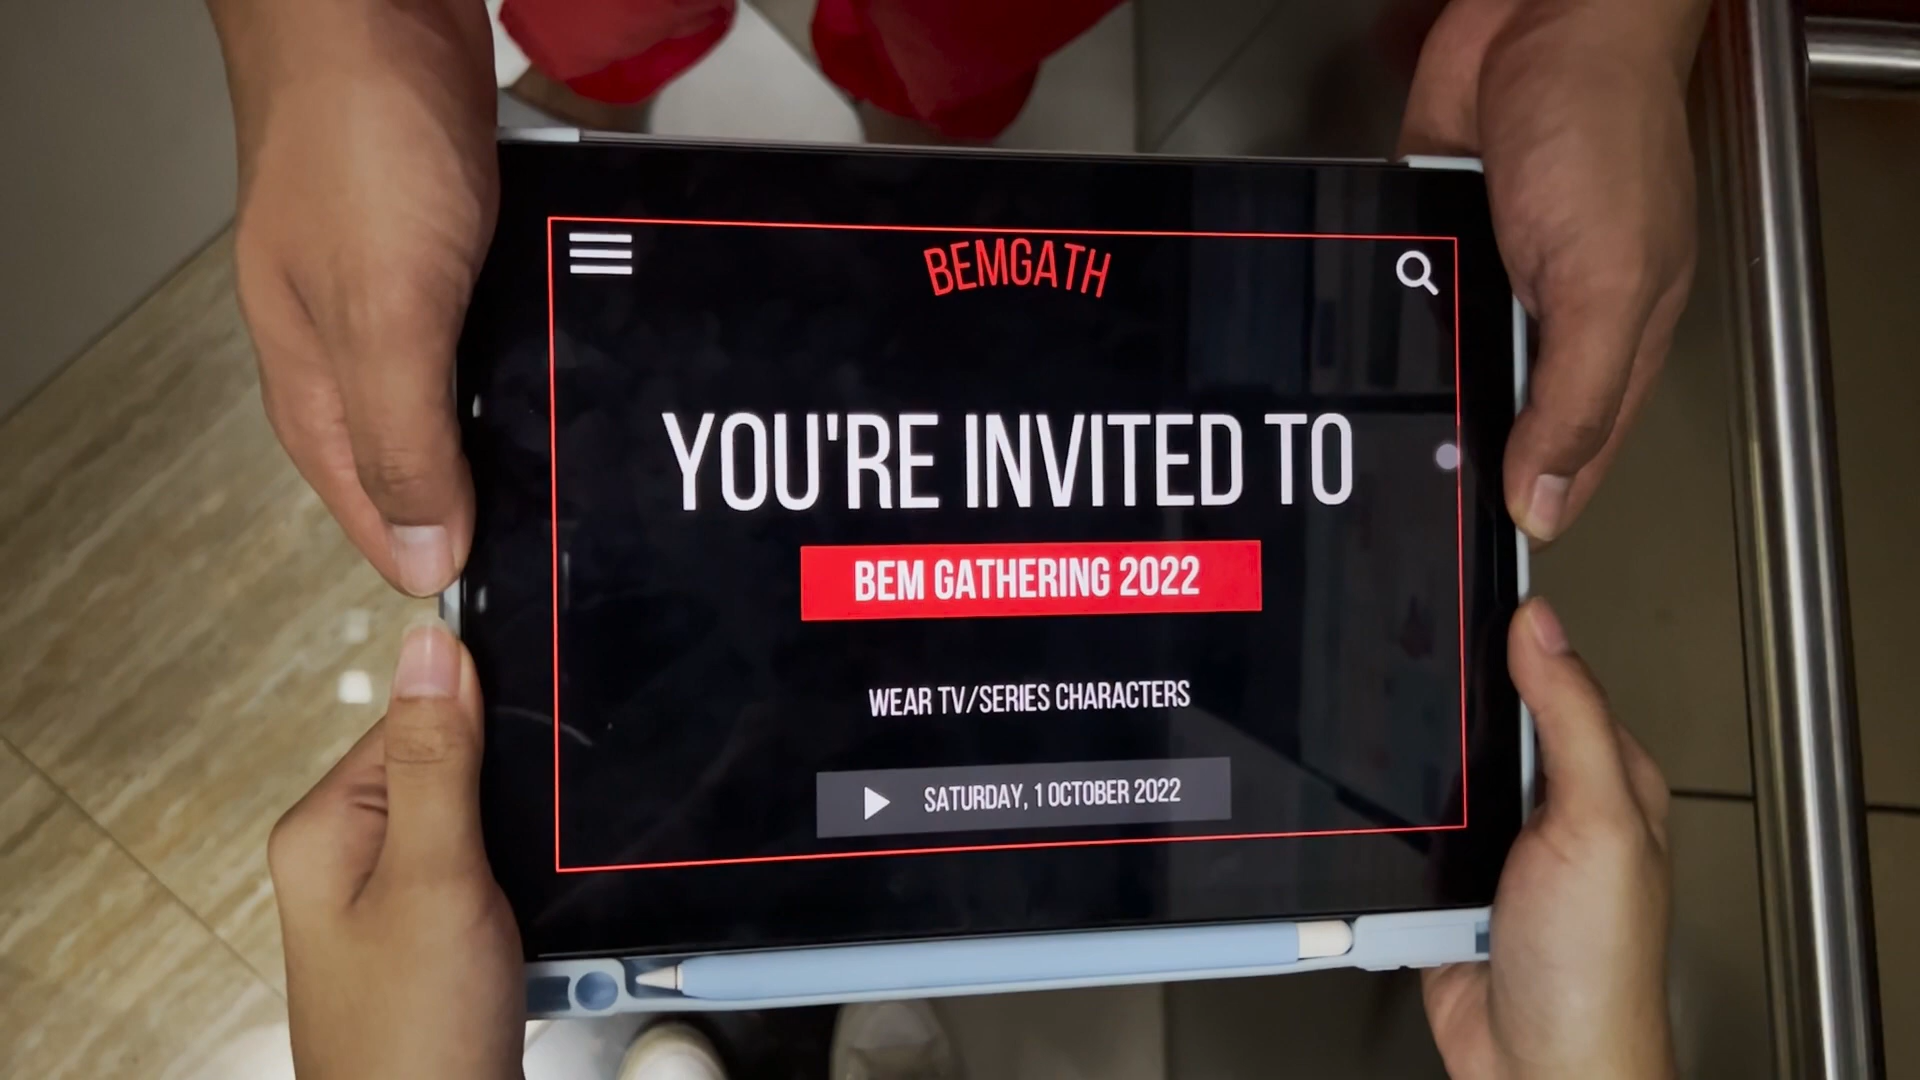 BEMGATH
YOU'RE INVITED TO
BEM GATHERING 2022
WEAR TV/SERIES CHARACTERS
SATURDAY, 1 OCTOBER 2022